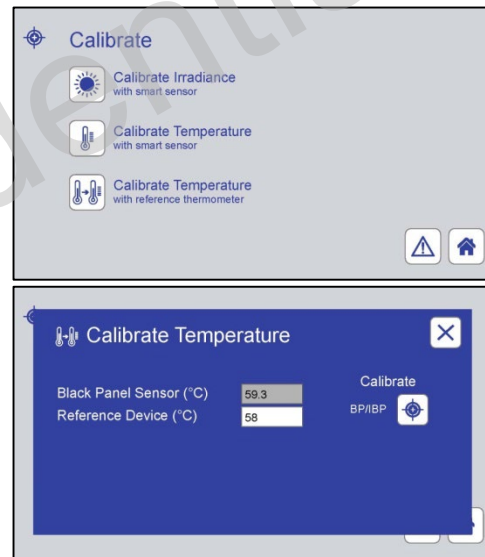 Calibrate
Calibrate Irradiance
with smart sensor
Calibrate Temperature
with smart sensor
Calibrate Temperature
with reference thermometer
Calibrate Temperature
Black Panel Sensor (°C) 59.3
Reference Device (°C) 58
Calibrate
BP/IBP